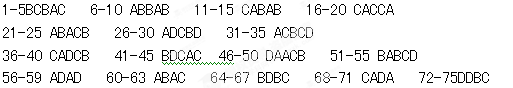 1-5BCBAC 6-10 ABBAB 11-15 CABAB 16-20 CACCA
21-25 ABACB 26-30 ADCBD 31-35 ACBCD
36-40 CADCB 41-45 BDCAC 46-50 DAACB 51-55 BABCD
56-59 ADAD 60-63 ABAC 64-67 BDBC 68-71 CADA 72-75DDBC